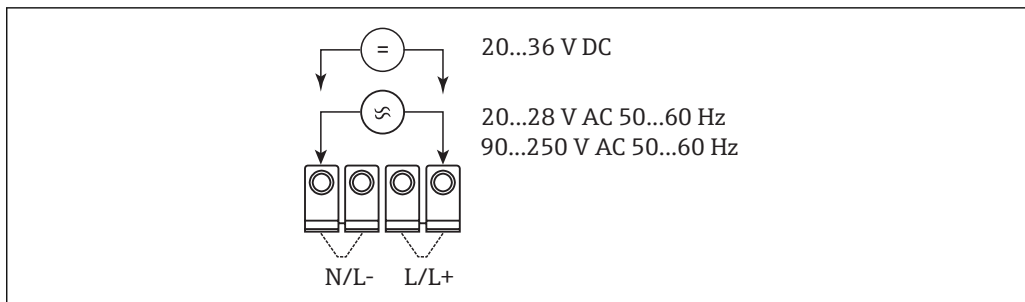 =
20...36 V DC
≈
20...28 V AC 50...60 Hz
90...250 V AC 50...60 Hz
N/L- L/L+